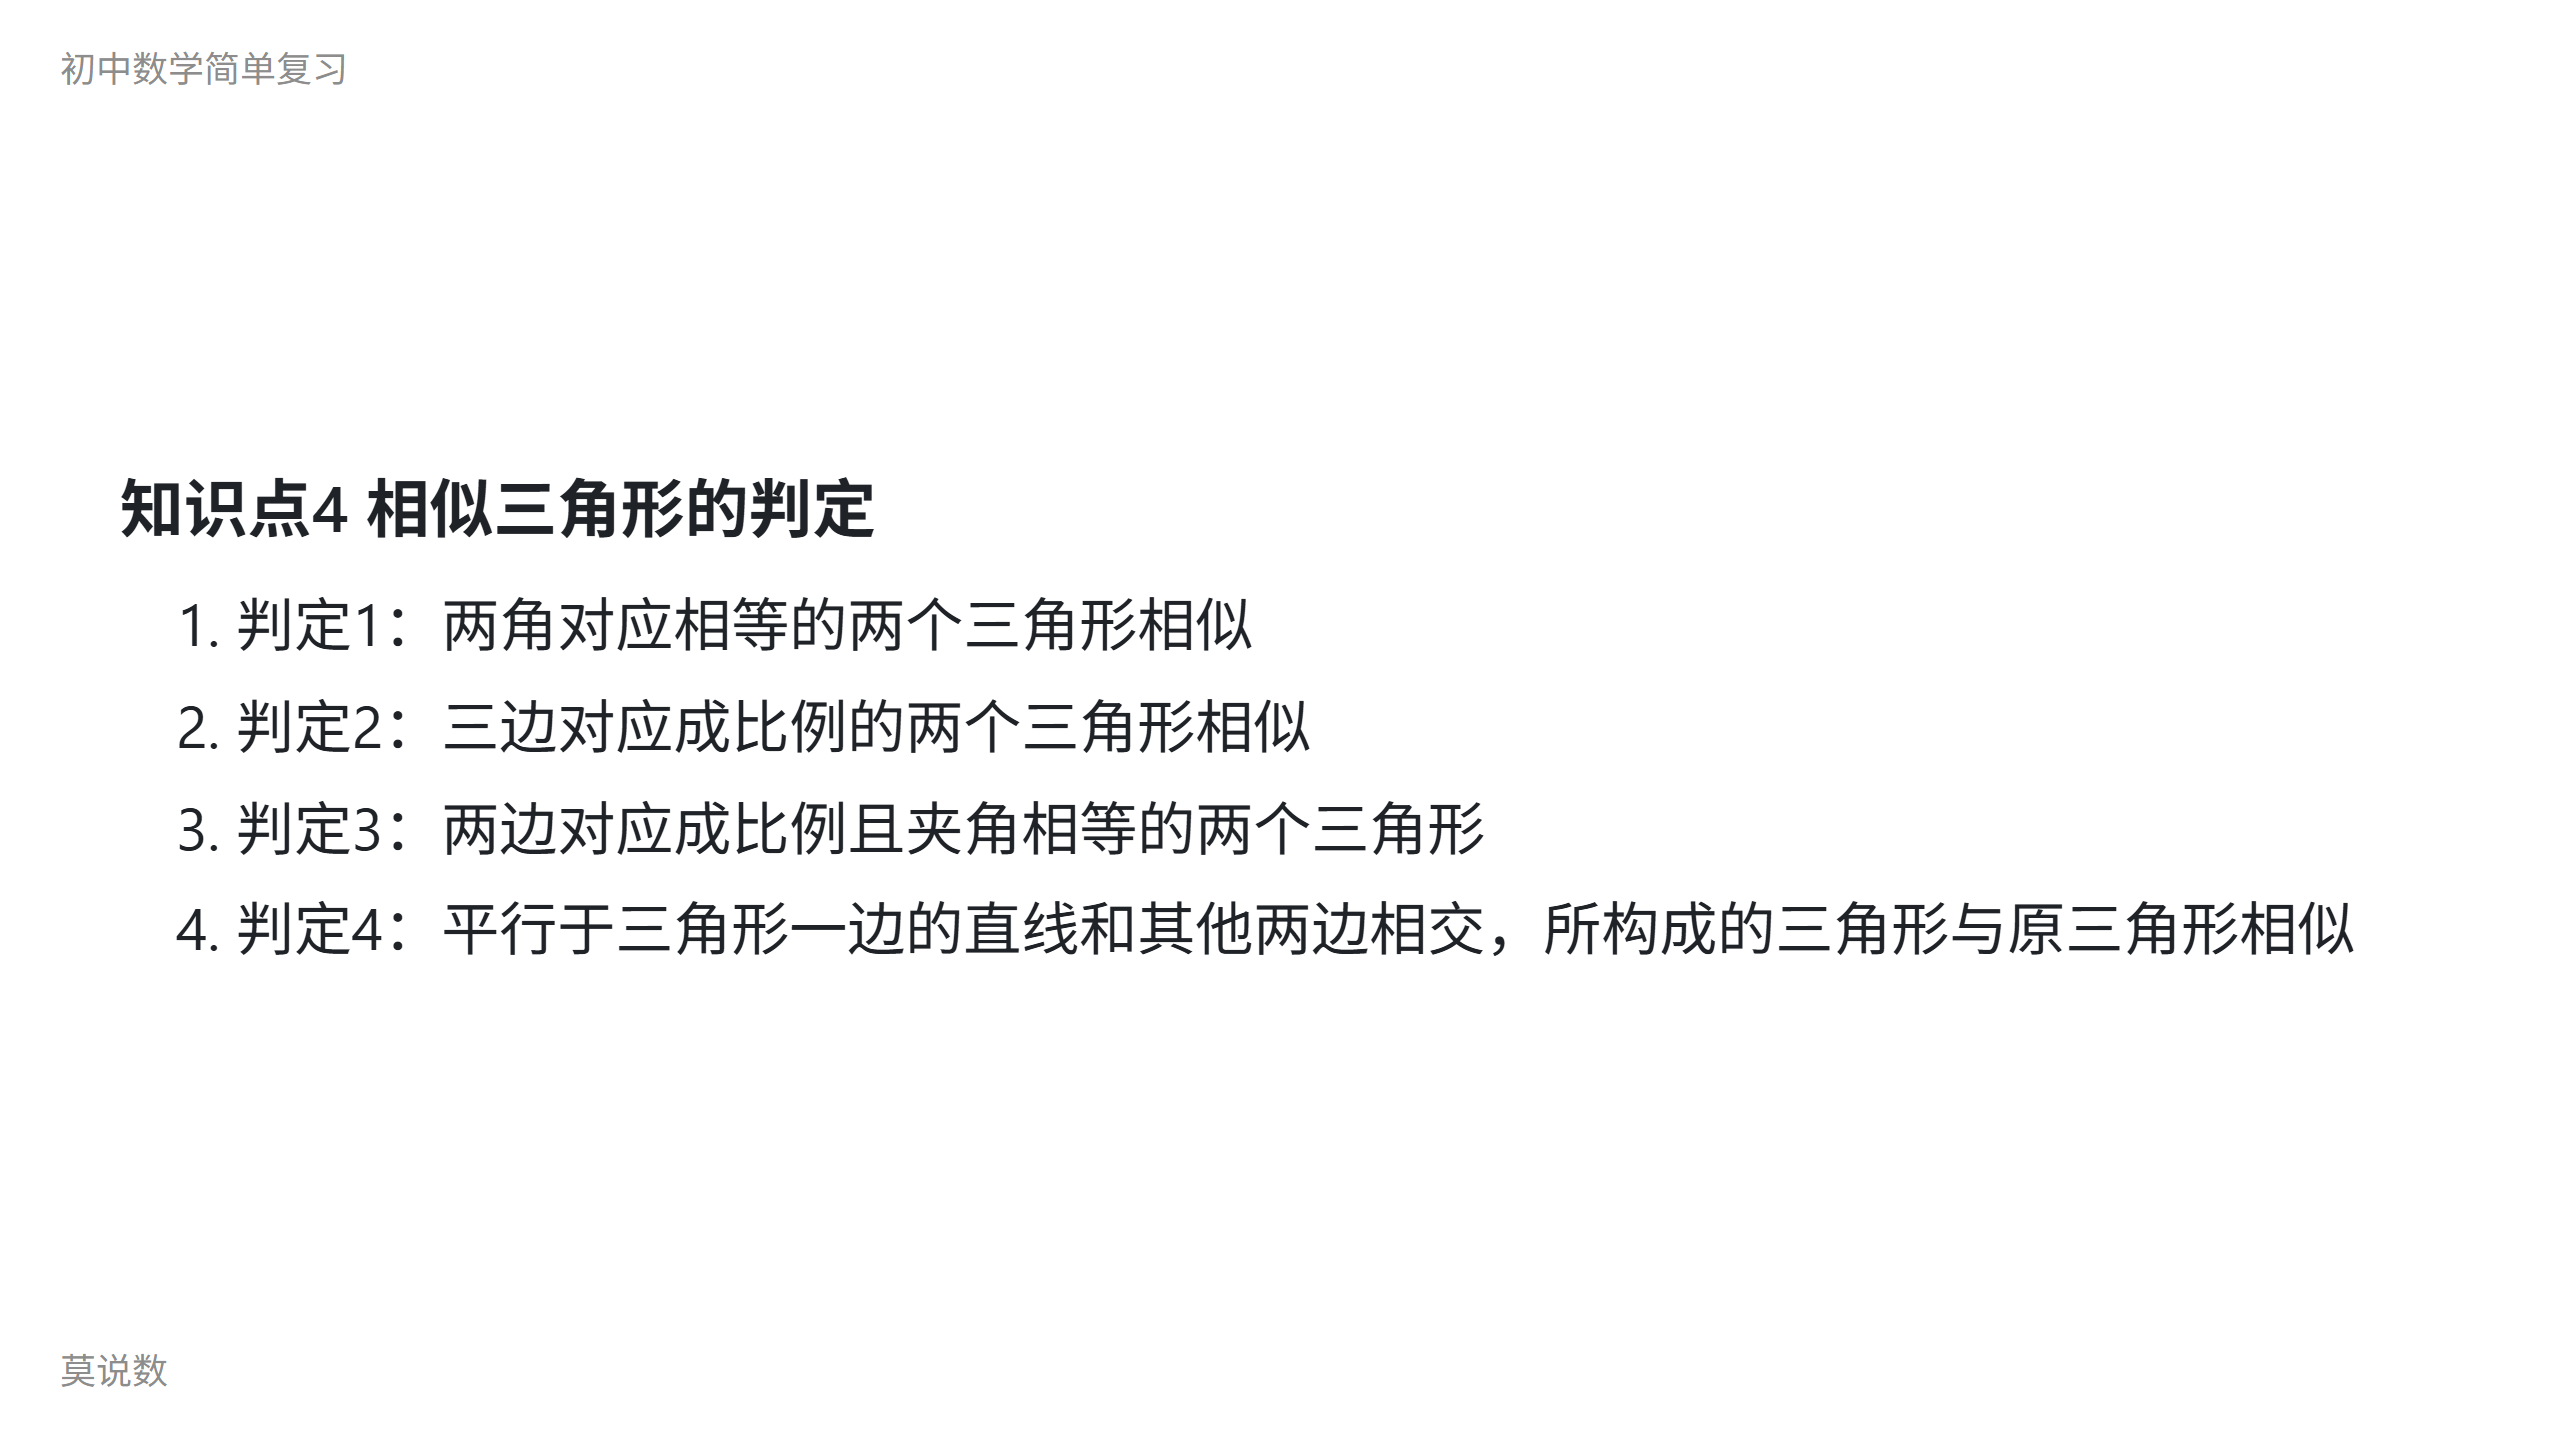 初中数学简单复习
知识点4 相似三角形的判定
1. 判定1：两角对应相等的两个三角形相似
2. 判定2：三边对应成比例的两个三角形相似
3. 判定3：两边对应成比例且夹角相等的两个三角形
4. 判定4：平行于三角形一边的直线和其他两边相交，所构成的三角形与原三角形相似
莫说数